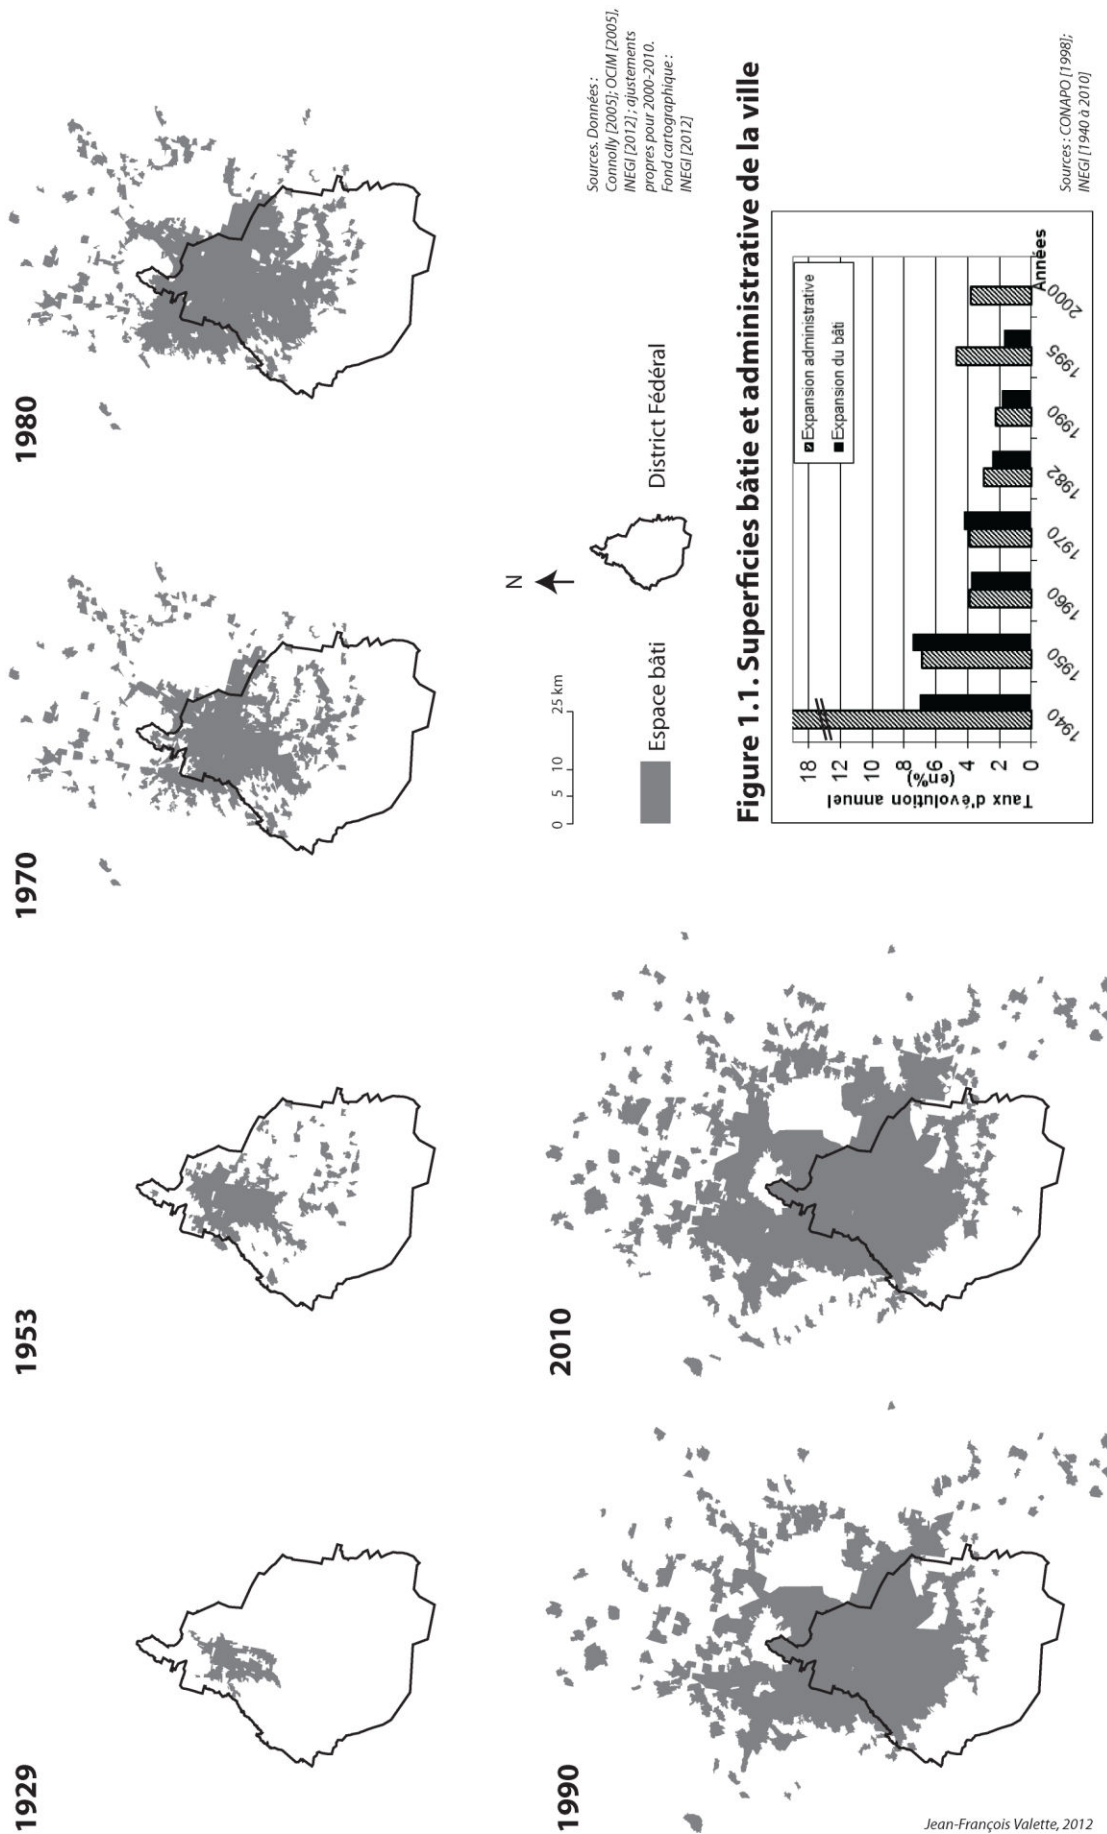 1929
1953
1970
1980
1990
2010
N
0 5 10 25 km
Espace bâti
District Fédéral
Sources. Données :
Connolly [2005]; OCIM [2005],
INEGI [2012] ; ajustements
propres pour 2000-2010.
Fond cartographique :
INEGI [2012]
Figure 1.1. Superficies bâtie et administrative de la ville
Taux d'évolution annuel
(en%)
18
12
10
8
6
4
2
0
Expansion administrative
Expansion du bâti
1940 1950 1960 1970 1982 1990 1995 2000
Années
Sources : CONAPO [1998];
INEGI [1940 à 2010]
Jean-François Valette, 2012